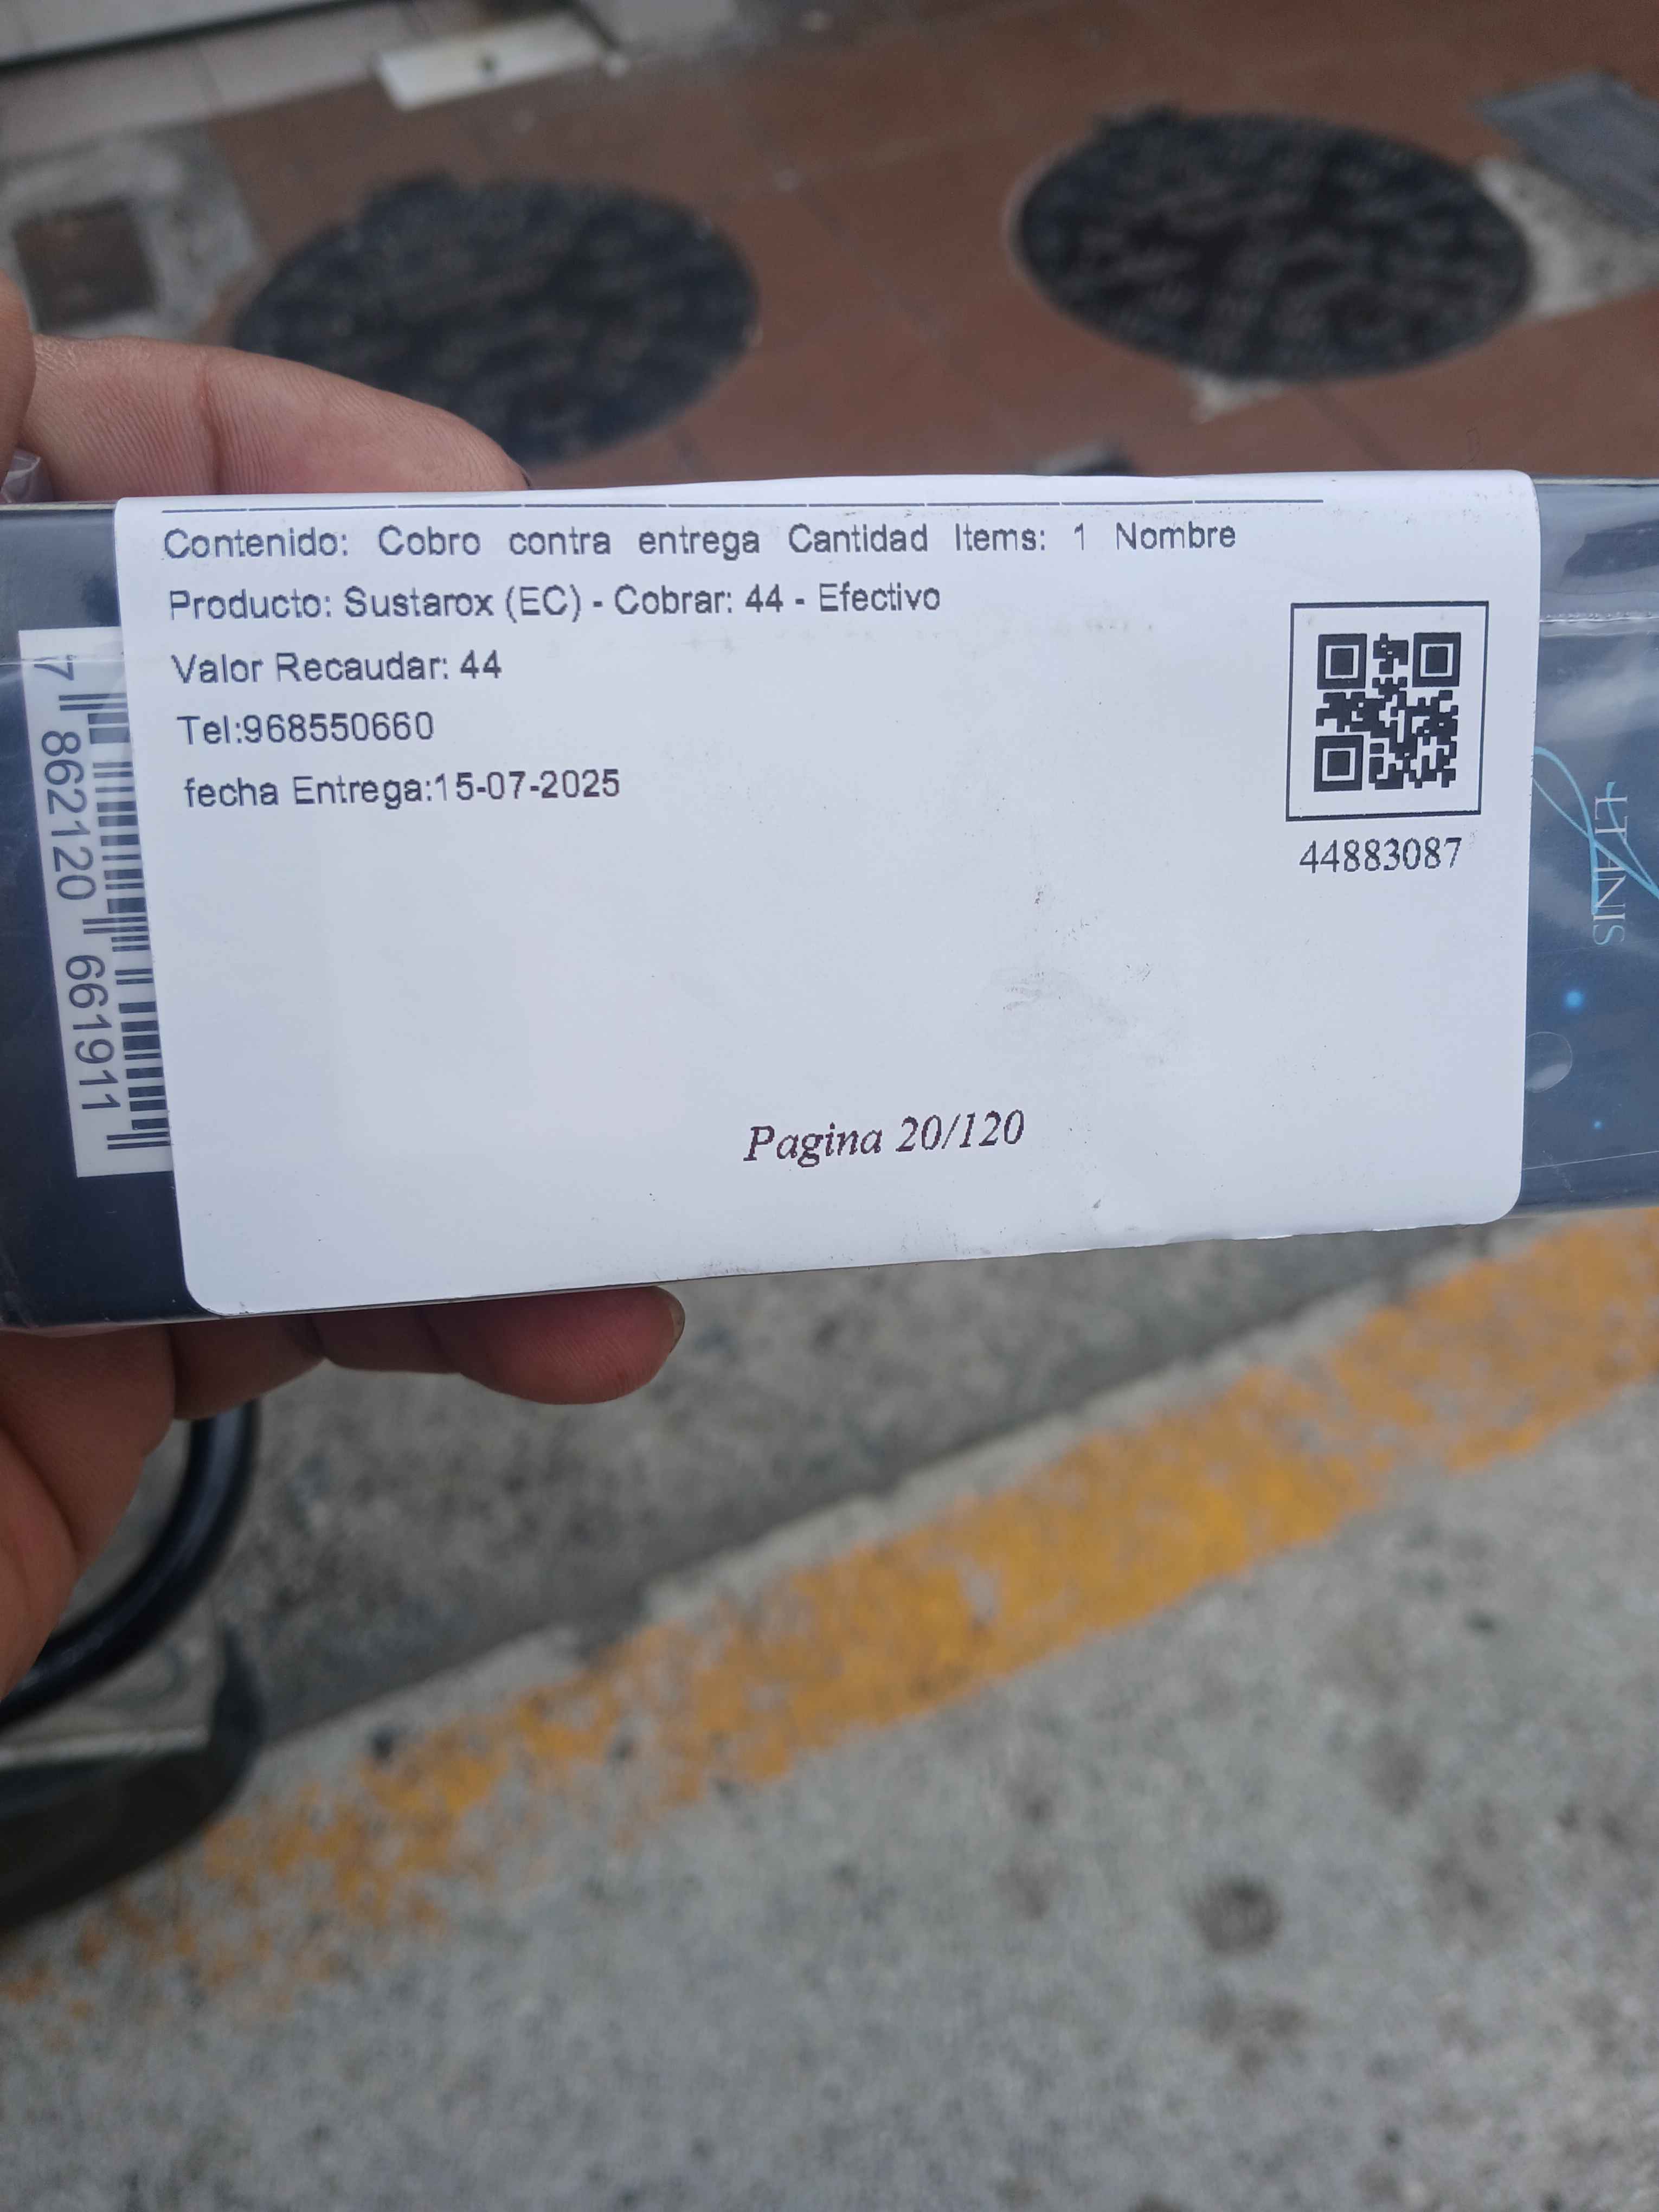 Contenido: Cobro contra entrega Cantidad Items: 1 Nombre
Producto: Sustarox (EC) - Cobrar: 44 - Efectivo
Valor Recaudar: 44
Tel:968550660
fecha Entrega:15-07-2025
44883087
Pagina 20/120
7 862120 661911
LTANIS